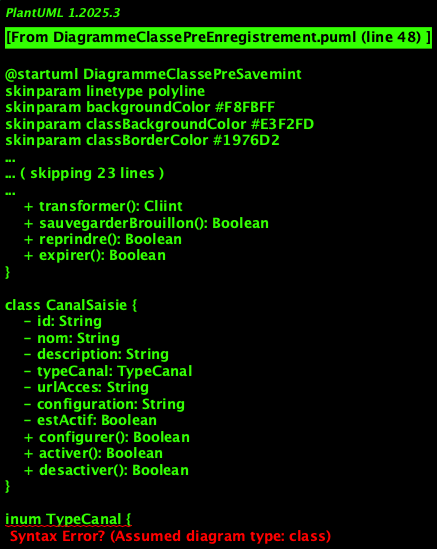 PlantUML 1.2025.3
[From DiagrammeClassePreEnregistrement.puml (line 48) ]
@startuml DiagrammeClassePreSavemint
skinparam linetype polyline
skinparam backgroundColor #F8FBFF
skinparam classBackgroundColor #E3F2FD
skinparam classBorderColor #1976D2
...
... ( skipping 23 lines )
...
+ transformer(): Cliint
+ sauvegarderBrouillon(): Boolean
+ reprindre(): Boolean
+ expirer(): Boolean
}
class CanalSaisie {
- id: String
- nom: String
- description: String
- typeCanal: TypeCanal
- urlAcces: String
- configuration: String
- estActif: Boolean
+ configurer(): Boolean
+ activer(): Boolean
+ desactiver(): Boolean
}
inum TypeCanal {
Syntax Error? (Assumed diagram type: class)